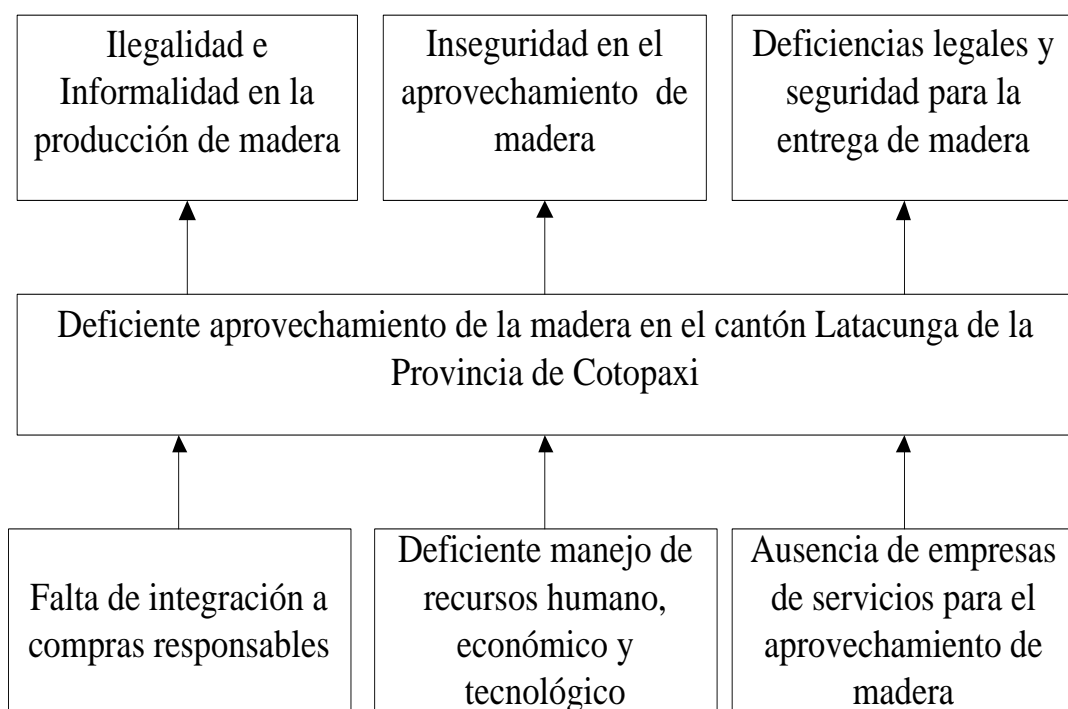 Ilegalidad e
Informalidad en la
producción de madera
Inseguridad en el
aprovechamiento de
madera
Deficiencias legales y
seguridad para la
entrega de madera
Deficiente aprovechamiento de la madera en el cantón Latacunga de la
Provincia de Cotopaxi
Falta de integración a
compras responsables
Deficiente manejo de
recursos humano,
económico y
tecnológico
Ausencia de empresas
de servicios para el
aprovechamiento de
madera